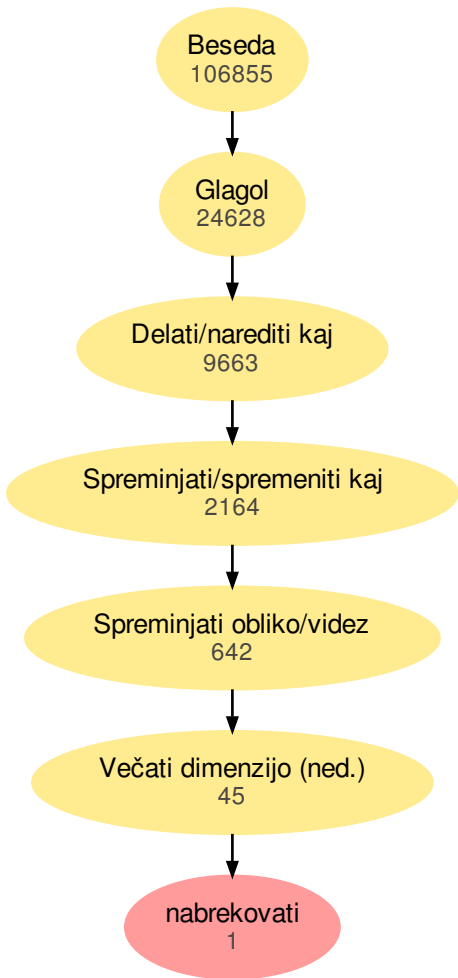 Beseda
106855
Glagol
24628
Delati/narediti kaj
9663
Spreminjati/spremeniti kaj
2164
Spreminjati obliko/videz
642
Večati dimenzijo (ned.)
45
nabrekovati
1